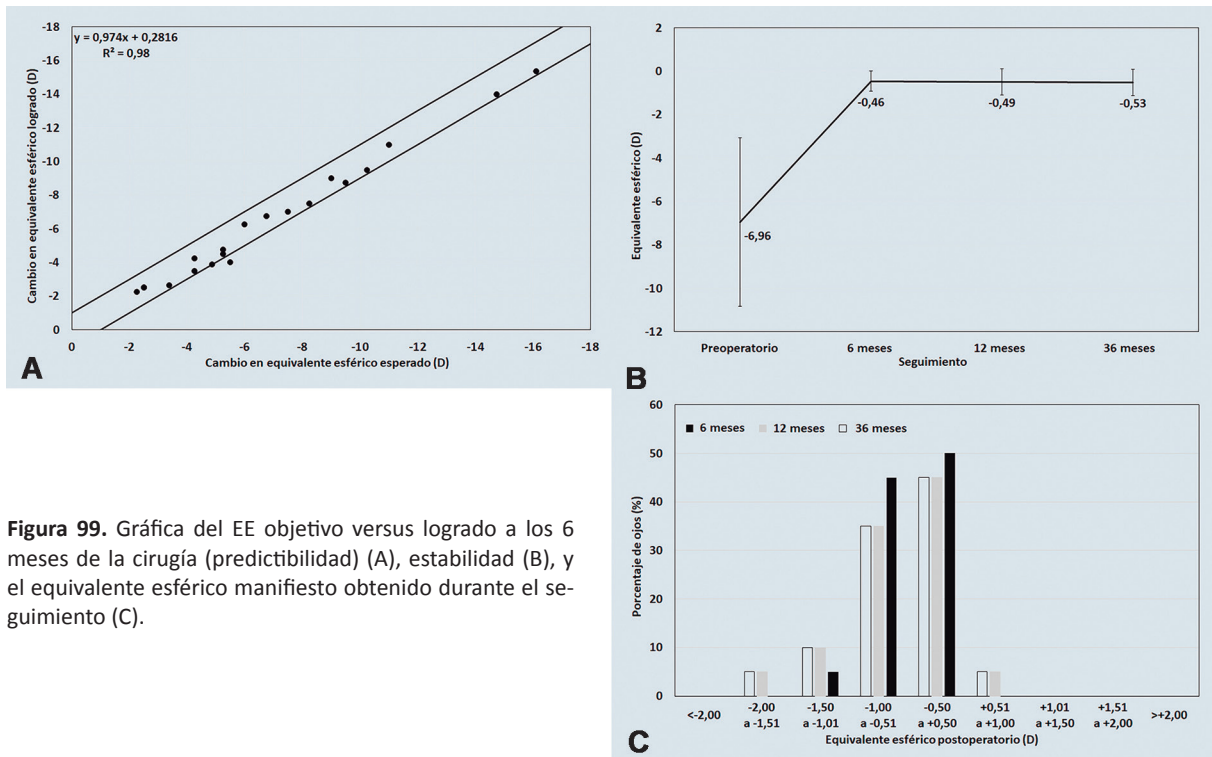 -18
-16
-14
-12
-10
-8
-6
-4
-2
0
y = 0,974x + 0,2816
R² = 0,98
Cambio en equivalente esférico logrado (D)
0 -2 -4 -6 -8 -10 -12 -14 -16 -18
Cambio en equivalente esférico esperado (D)
A
2
0
-2
-4
-6
-8
-10
-12
Equivalente esférico (D)
-6,96
-0,46
-0,49
-0,53
Preoperatorio 6 meses 12 meses 36 meses
Seguimiento
B
60
50
40
30
20
10
0
Porcentaje de ojos (%)
6 meses 12 meses 36 meses
<-2,00
-2,00
a -1,51
-1,50
a -1,01
-1,00
a -0,51
-0,50
a +0,50
+0,51
a +1,00
+1,01
a +1,50
+1,51
a +2,00
>+2,00
Equivalente esférico postoperatorio (D)
C
Figura 99. Gráfica del EE objetivo versus logrado a los 6
meses de la cirugía (predictibilidad) (A), estabilidad (B), y
el equivalente esférico manifiesto obtenido durante el se-
guimiento (C).